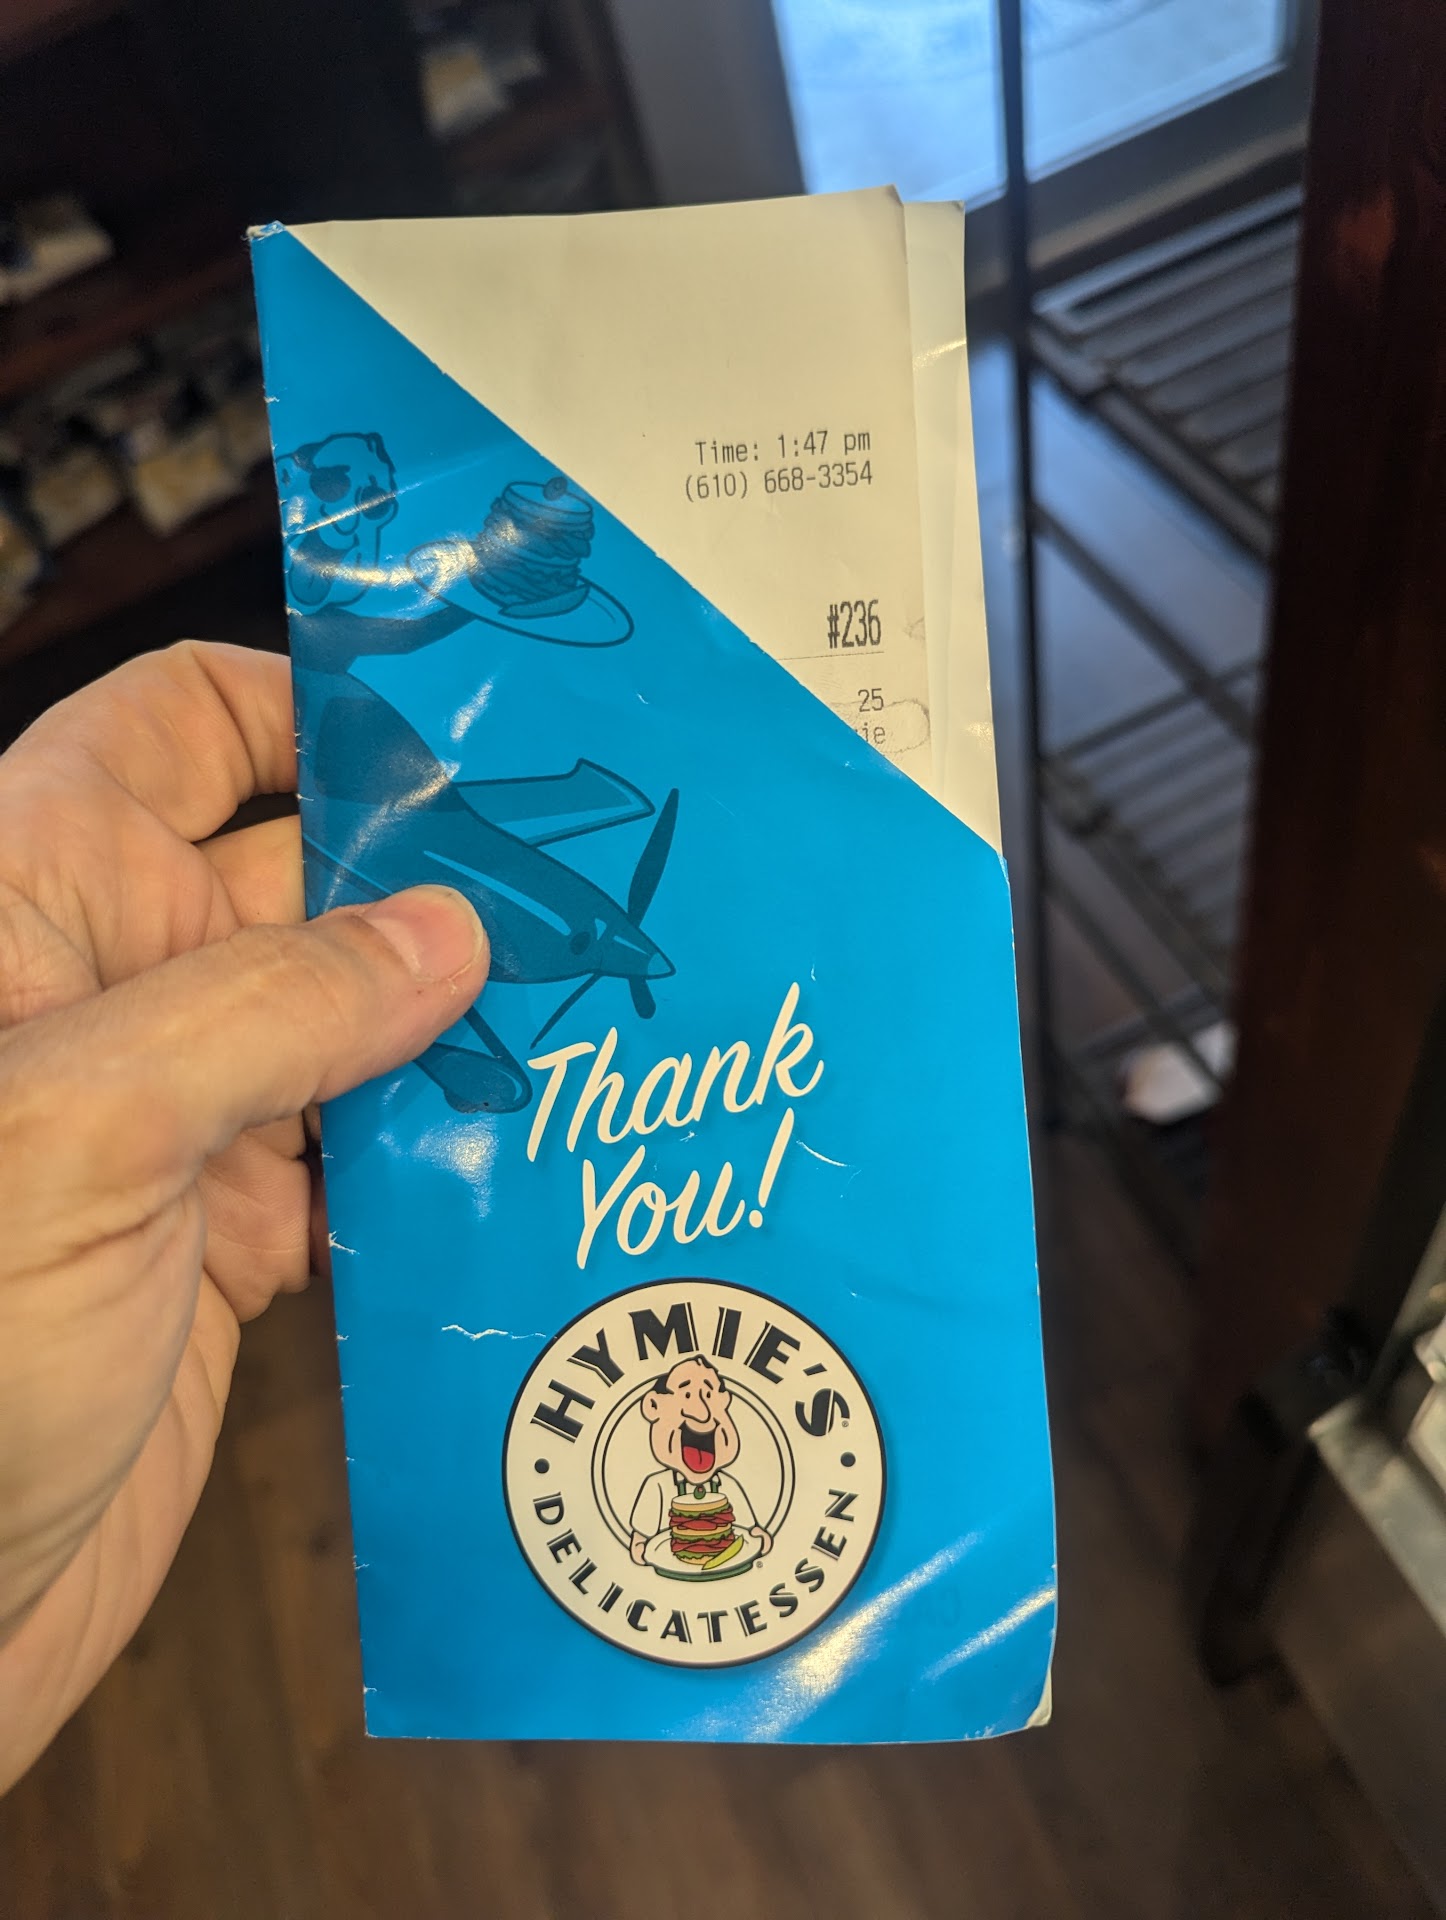 Time: 1:47 pm
(610) 668-3354
#236
25
Thank
You!
HYMIE'S®
• DELICATESSEN •
®